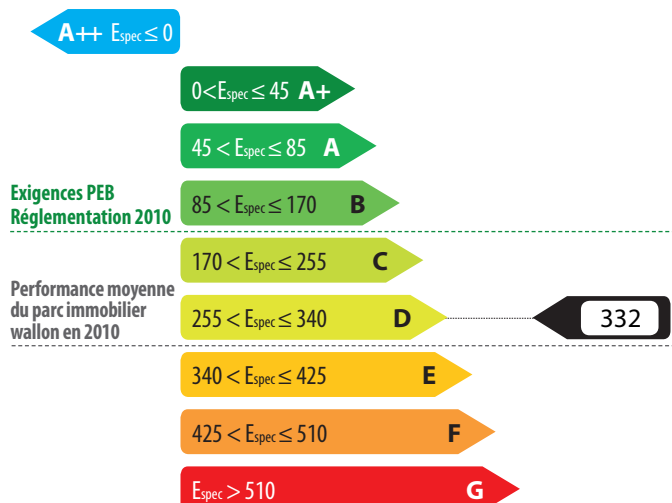 A++ Espec ≤ 0
0<Espec ≤ 45 A+
45 < Espec ≤ 85 A
Exigences PEB
Réglementation 2010
85 < Espec ≤ 170 B
170 < Espec ≤ 255 C
Performance moyenne
du parc immobilier
wallon en 2010
255 < Espec ≤ 340 D
332
340 < Espec ≤ 425 E
425 < Espec ≤ 510 F
Espec > 510 G